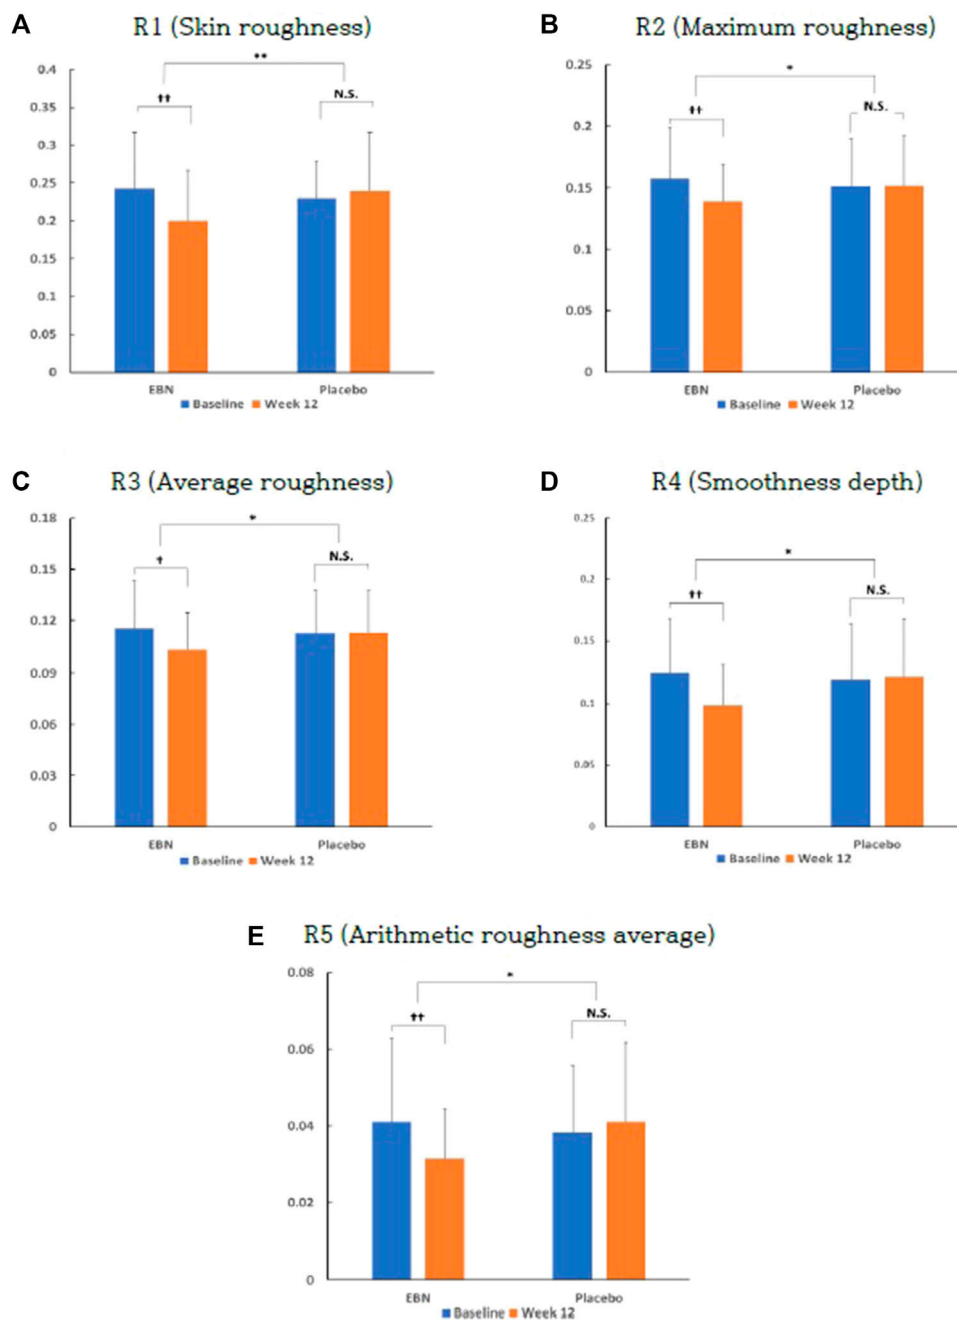 A
R1 (Skin roughness)
0.4
0.35
0.3
0.25
0.2
0.15
0.1
0.05
0
**
††
N.S.
EBN
Placebo
Baseline
Week 12
B
R2 (Maximum roughness)
0.25
0.2
0.15
0.1
0.05
0
*
††
N.S.
EBN
Placebo
Baseline
Week 12
C
R3 (Average roughness)
0.18
0.15
0.12
0.09
0.06
0.03
0
*
†
N.S.
EBN
Placebo
Baseline
Week 12
D
R4 (Smoothness depth)
0.25
0.2
0.15
0.1
0.05
0
*
††
N.S.
EBN
Placebo
Baseline
Week 12
E
R5 (Arithmetic roughness average)
0.08
0.06
0.04
0.02
0
*
††
N.S.
EBN
Placebo
Baseline
Week 12